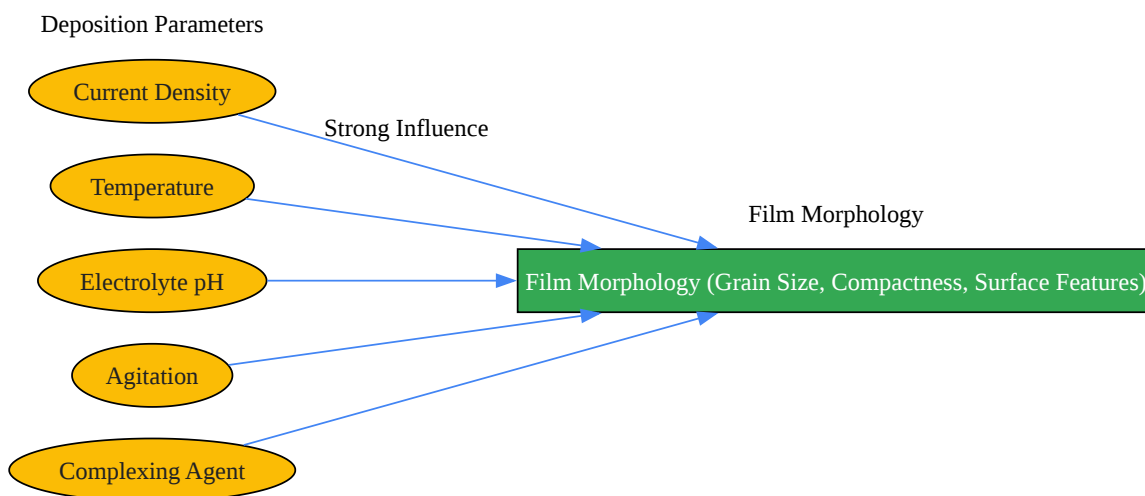 Deposition Parameters
Current Density
Strong Influence
Temperature
Film Morphology
Electrolyte pH
Film Morphology (Grain Size, Compactness, Surface Features)
Agitation
Complexing Agent